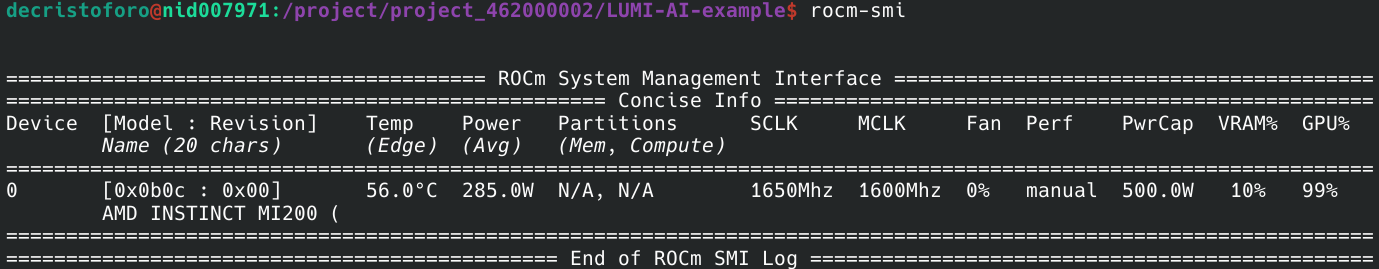 decristoforo@nid007971:/project/project_462000002/LUMI-AI-example$ rocm-smi
======================================== ROCm System Management Interface ========================================
================================================== Concise Info ==================================================
Device  [Model : Revision]    Temp    Power   Partitions      SCLK     MCLK     Fan  Perf    PwrCap  VRAM%  GPU%
        Name (20 chars)       (Edge)  (Avg)   (Mem, Compute)
==================================================================================================================
0       [0x0b0c : 0x00]       56.0°C  285.0W  N/A, N/A        1650Mhz  1600Mhz  0%   manual  500.0W   10%   99%
        AMD INSTINCT MI200 (
==================================================================================================================
============================================== End of ROCm SMI Log ===============================================